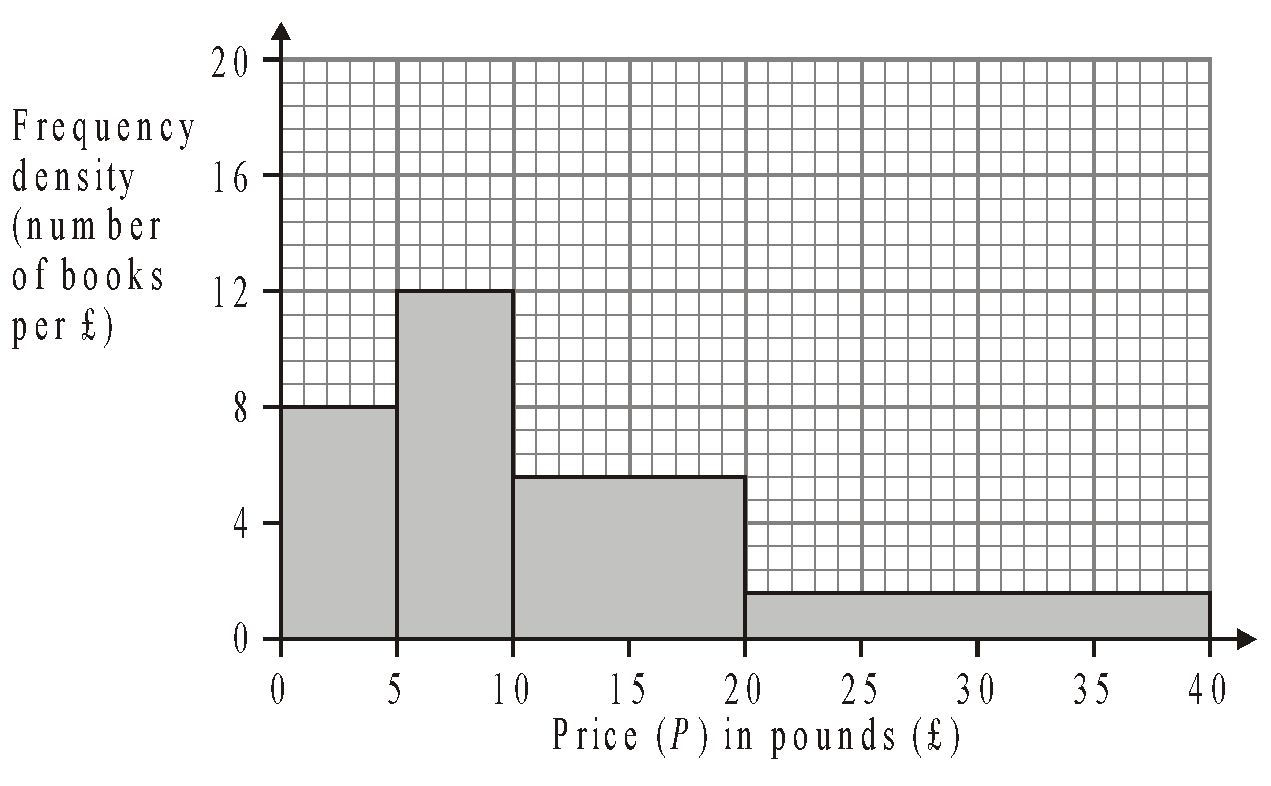 20
Frequency
density
(number
of books
per £)
16
12
8
4
0
0 5 10 15 20 25 30 35 40
Price (P) in pounds (£)